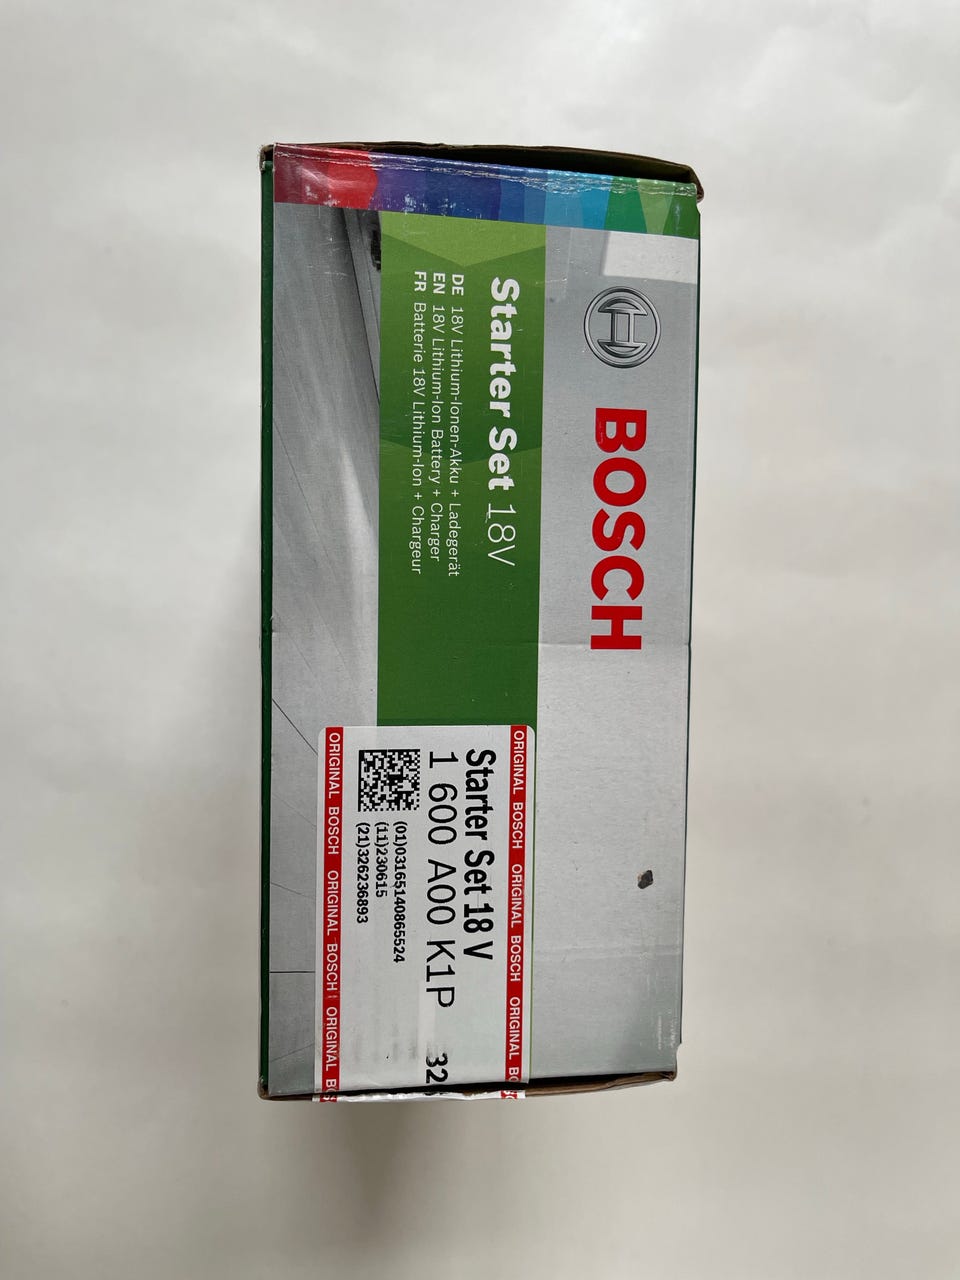 BOSCH
Starter Set 18V
DE 18V Lithium-Ionen-Akku + Ladegerät
EN 18V Lithium-Ion Battery + Charger
FR Batterie 18V Lithium-Ion + Chargeur
ORIGINAL BOSCH ORIGINAL BOSCH ORIGINAL
Starter Set 18 V
1 600 A00 K1P
(01)03165140865524
(11)230615
(21)326236893
ORIGINAL BOSCH ORIGINAL BOSCH ORIGINAL